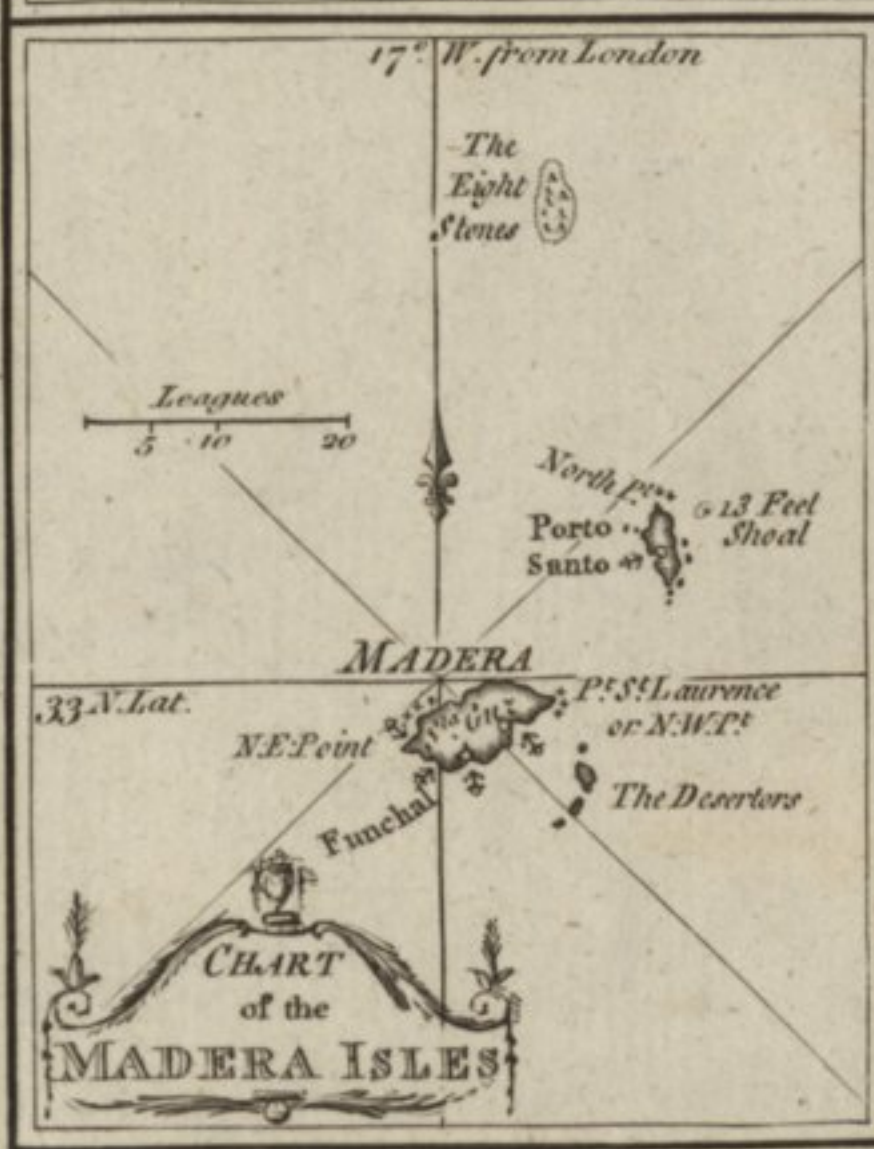 17° W. from London
The
Eight
Stones
Leagues
5 10 20
North Pt.
G 13 Feet
Shoal
Porto
Santo
MADERA
33 N. Lat.
Pt. St. Laurence
or N.W. Pt.
N.E. Point
The Desertors
Funchal
CHART
of the
MADERA ISLES